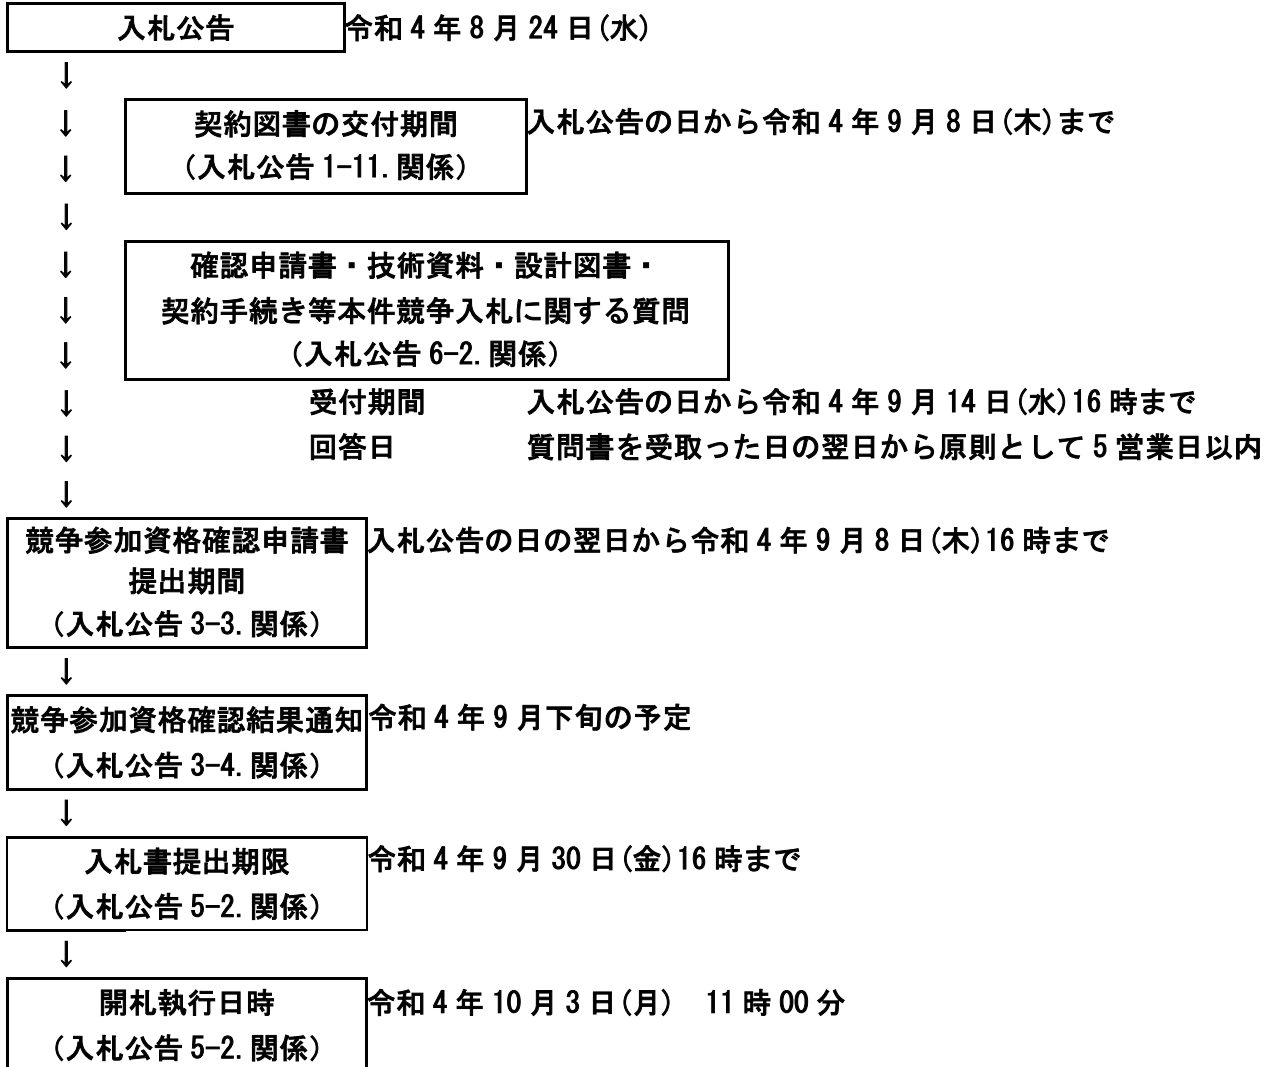 入札公告 令和4年8月24日(水)
↓
↓ 契約図書の交付期間 入札公告の日から令和4年9月8日(木)まで
↓ (入札公告1-11.関係)
↓
↓ 確認申請書・技術資料・設計図書・
↓ 契約手続き等本件競争入札に関する質問
↓ (入札公告6-2.関係)
↓ 受付期間 入札公告の日から令和4年9月14日(水)16時まで
↓ 回答日 質問書を受取った日の翌日から原則として5営業日以内
↓
競争参加資格確認申請書 入札公告の日の翌日から令和4年9月8日(木)16時まで
提出期間
(入札公告3-3.関係)
↓
競争参加資格確認結果通知 令和4年9月下旬の予定
(入札公告3-4.関係)
↓
入札書提出期限 令和4年9月30日(金)16時まで
(入札公告5-2.関係)
↓
開札執行日時 令和4年10月3日(月) 11時00分
(入札公告5-2.関係)